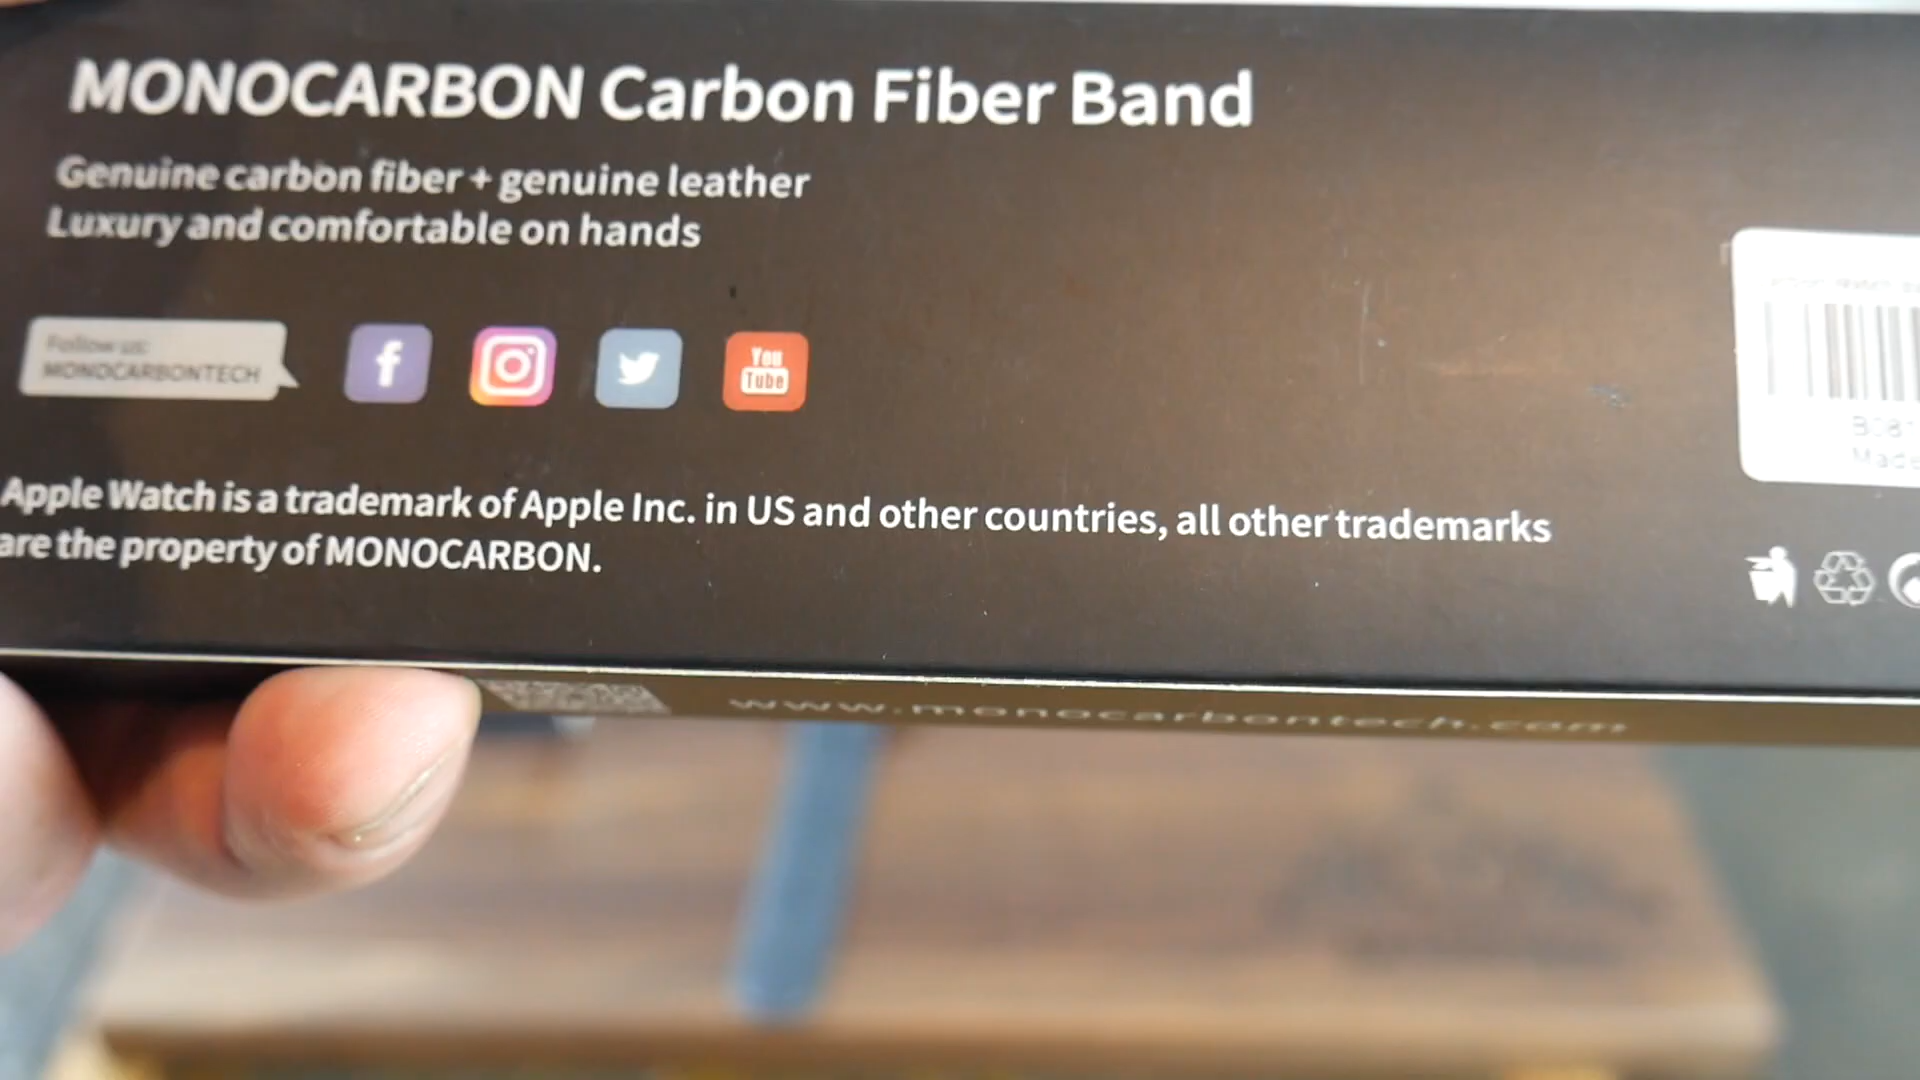 MONOCARBON Carbon Fiber Band
Genuine carbon fiber + genuine leather
Luxury and comfortable on hands
Follow us:
MONOCARBONTECH
f
You
Tube
Apple Watch is a trademark of Apple Inc. in US and other countries, all other trademarks
are the property of MONOCARBON.
Made
www.monocarbontech.com